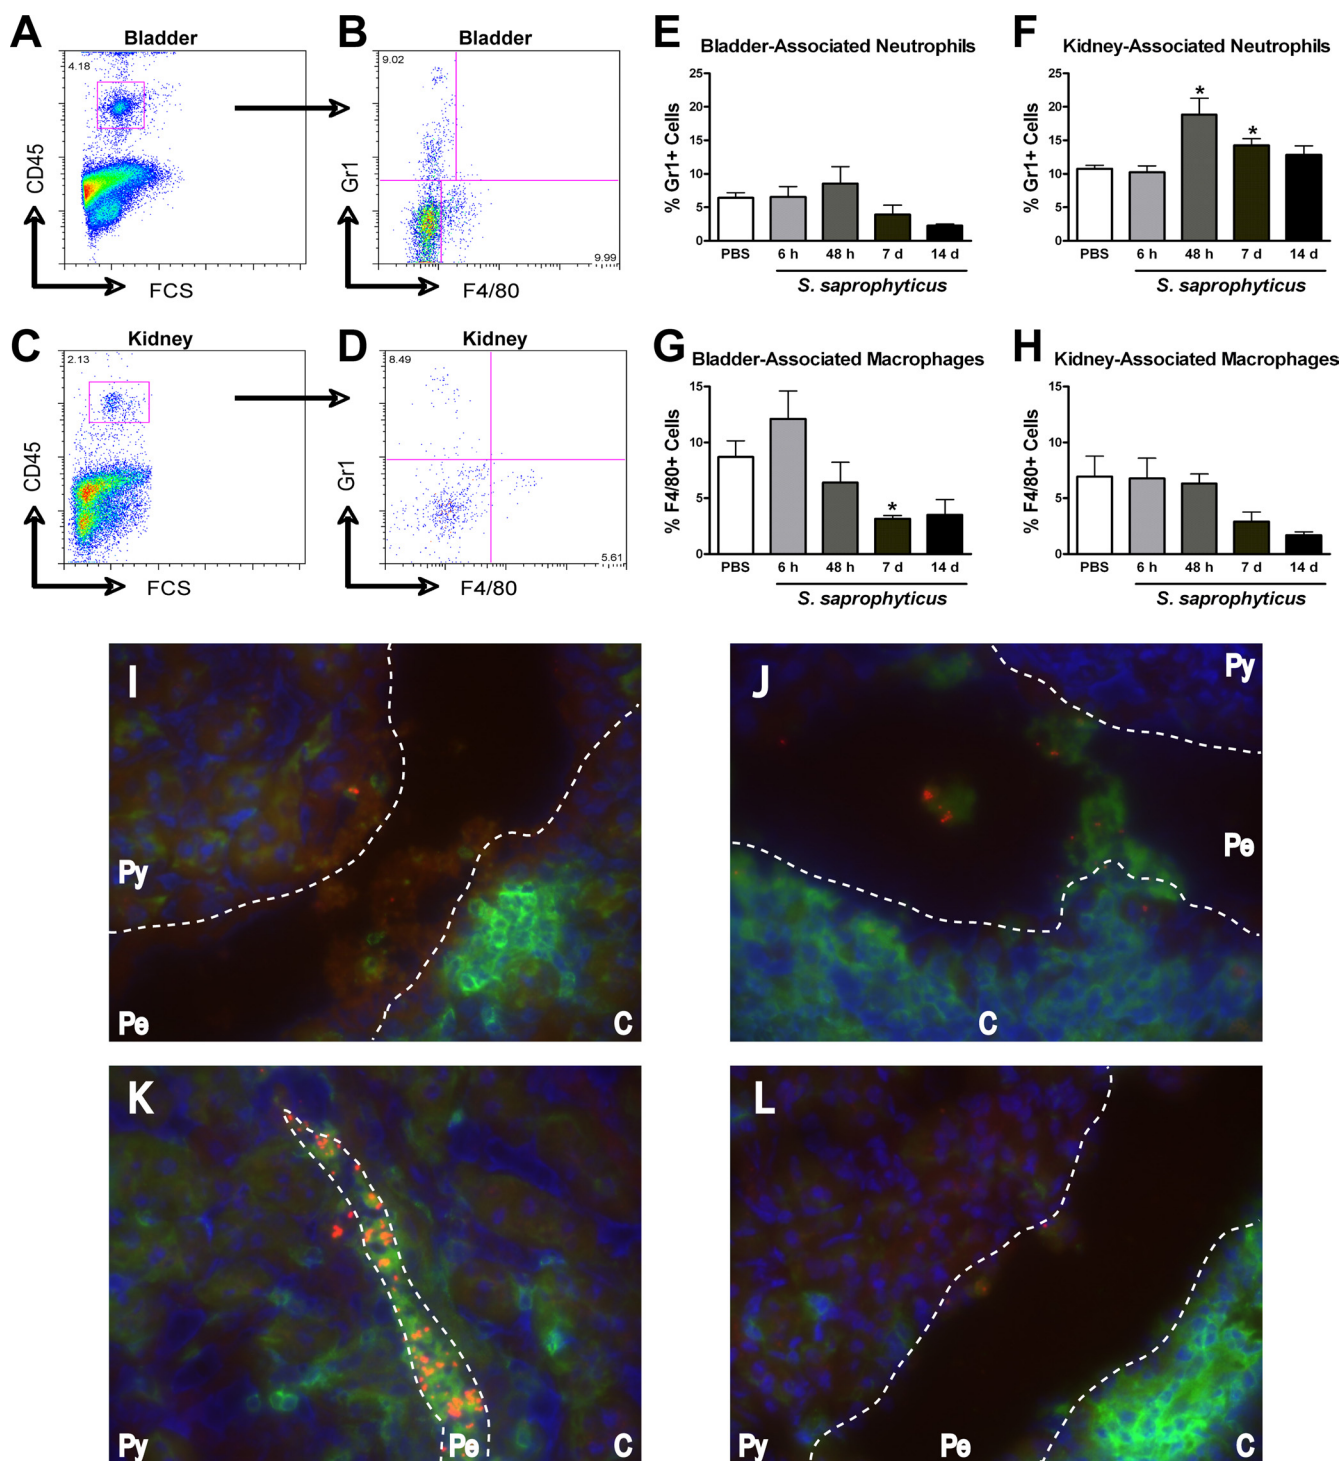 A
Bladder
4.18
CD45
FCS
B
Bladder
9.02
Gr1
9.99
F4/80
C
Kidney
2.13
CD45
FCS
D
Kidney
8.49
Gr1
5.61
F4/80
E
Bladder-Associated Neutrophils
% Gr1+ Cells
25
20
15
10
5
0
PBS 6 h 48 h 7 d 14 d
S. saprophyticus
F
Kidney-Associated Neutrophils
% Gr1+ Cells
25
20
15
10
5
0
* *
PBS 6 h 48 h 7 d 14 d
S. saprophyticus
G
Bladder-Associated Macrophages
% F4/80+ Cells
15
10
5
0
*
PBS 6 h 48 h 7 d 14 d
S. saprophyticus
H
Kidney-Associated Macrophages
% F4/80+ Cells
15
10
5
0
PBS 6 h 48 h 7 d 14 d
S. saprophyticus
I
Py
Pe
C
J
Py
Pe
C
K
Py
Pe
C
L
Py
Pe
C